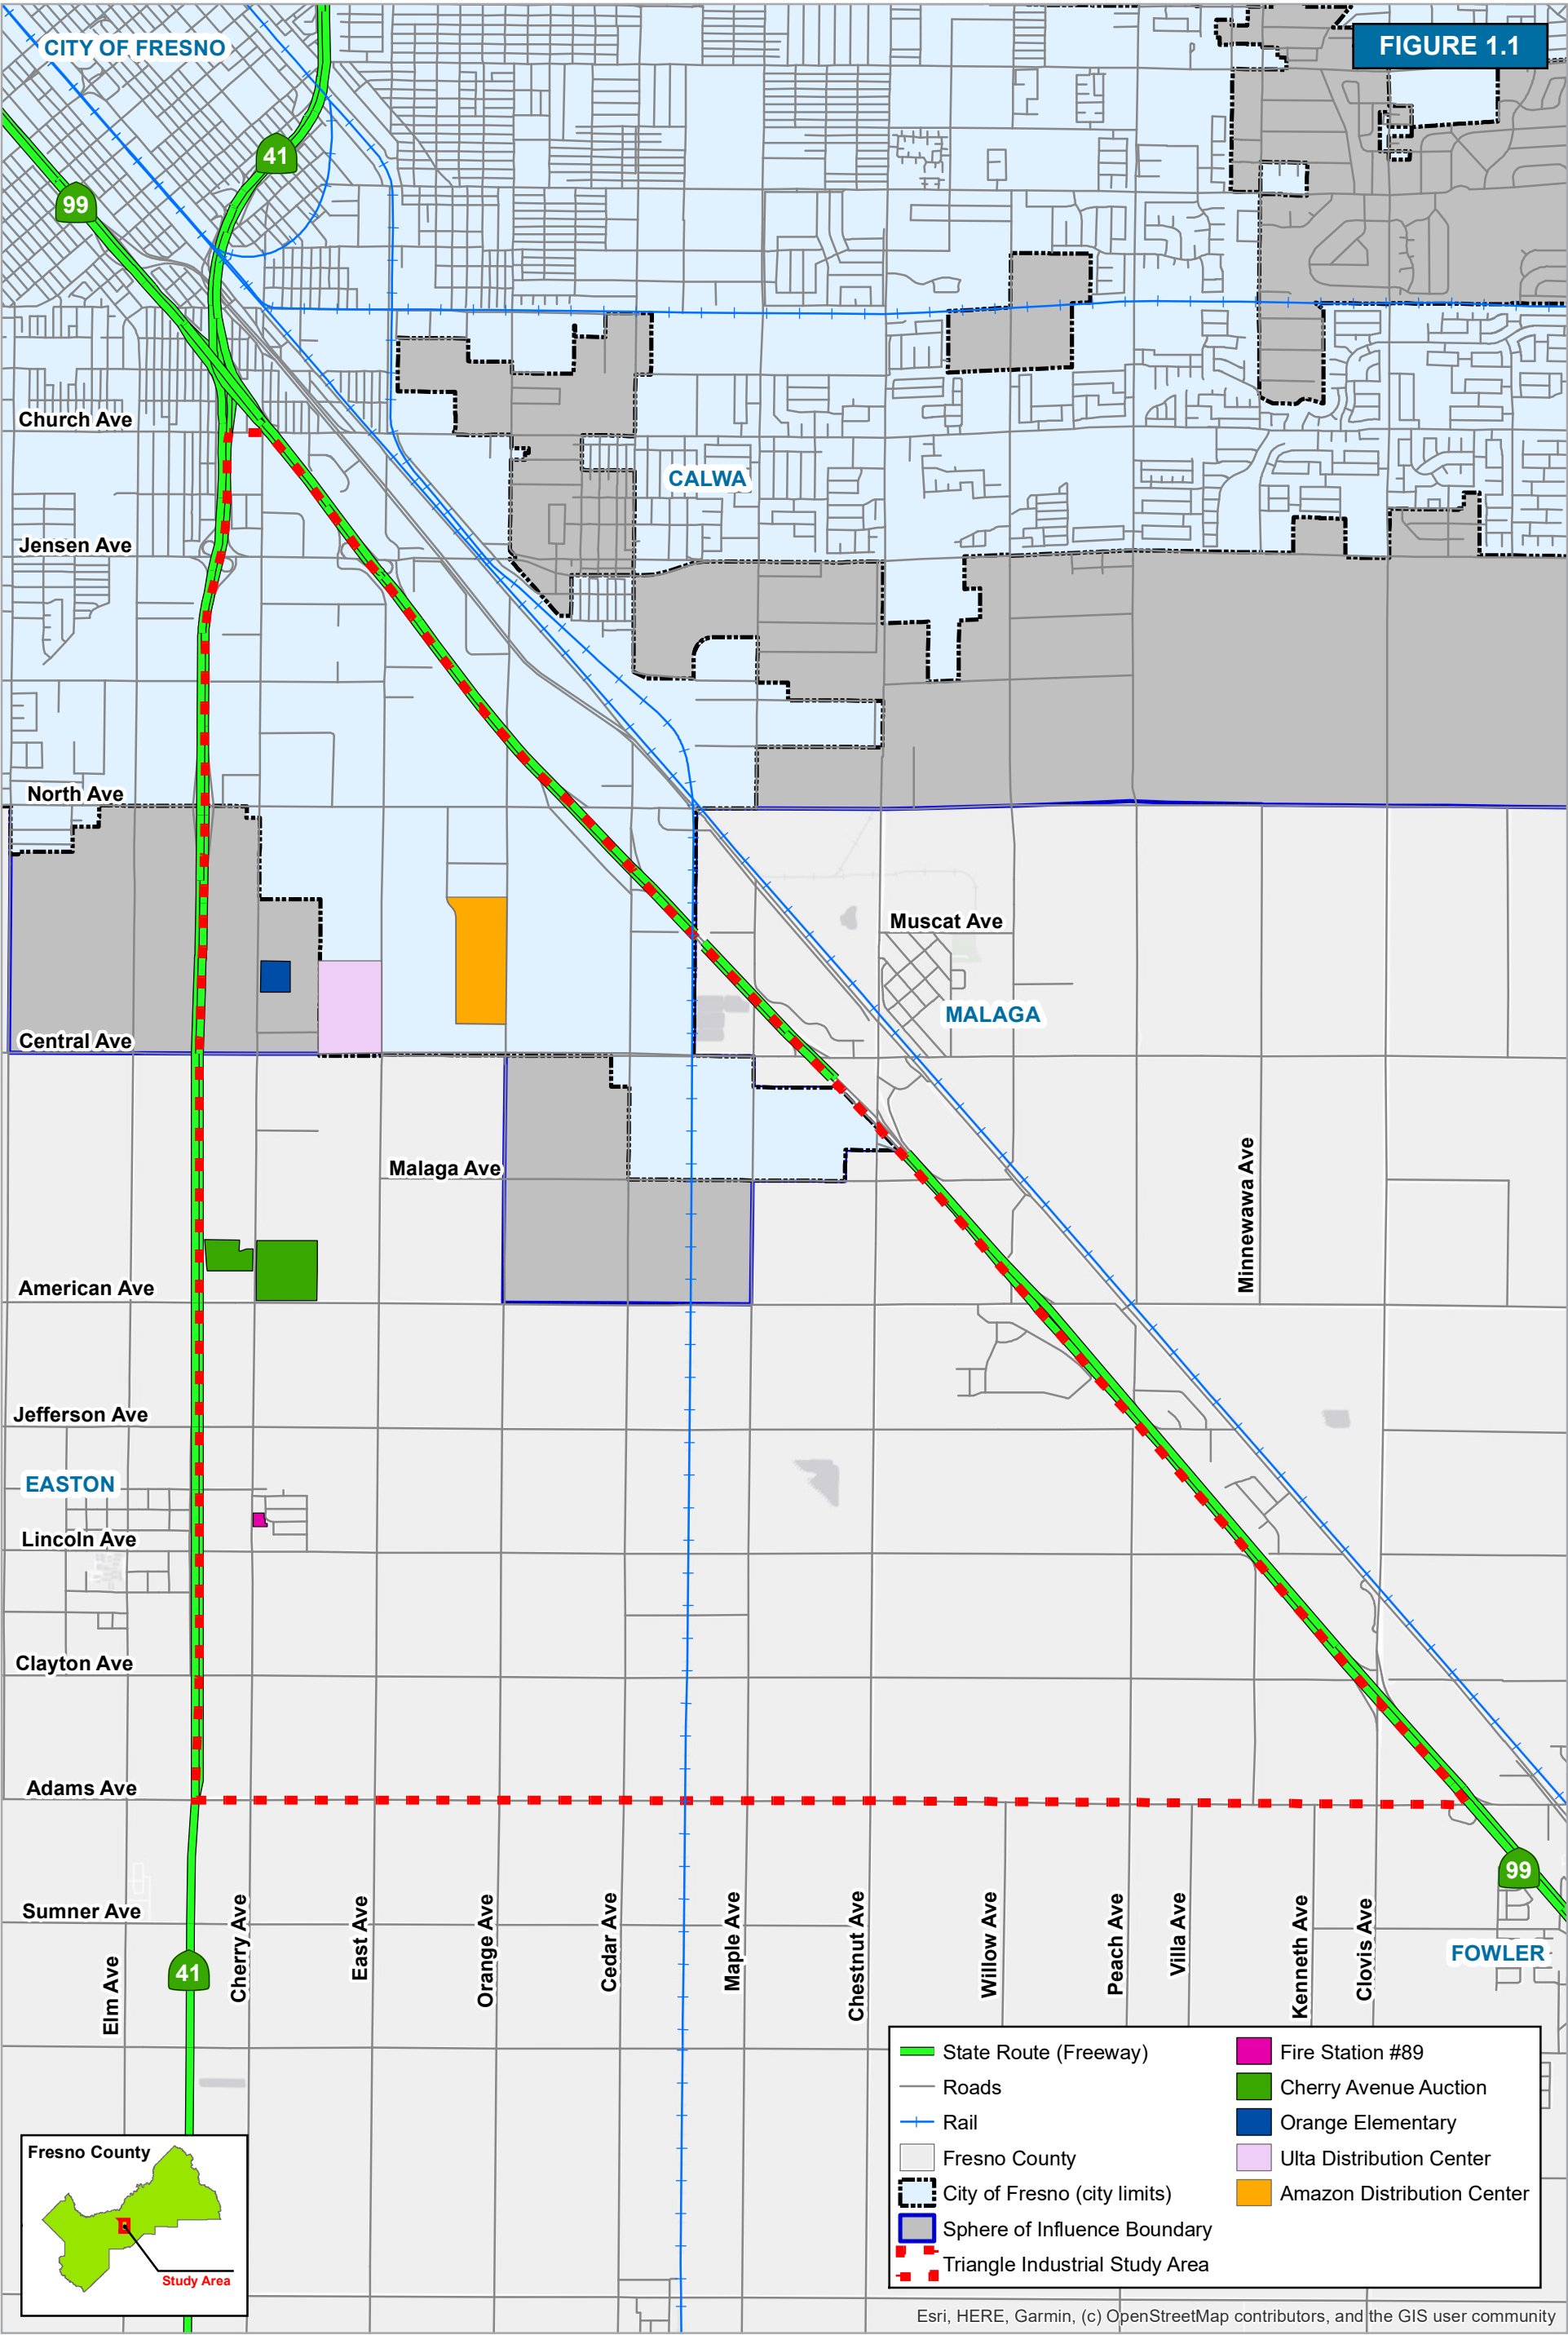 CITY OF FRESNO
FIGURE 1.1
41
99
Church Ave
CALWA
Jensen Ave
North Ave
Muscat Ave
MALAGA
Central Ave
Malaga Ave
Minnewawa Ave
American Ave
Jefferson Ave
EASTON
Lincoln Ave
Clayton Ave
Adams Ave
99
Sumner Ave
Elm Ave
41
Cherry Ave
East Ave
Orange Ave
Cedar Ave
Maple Ave
Chestnut Ave
Willow Ave
Peach Ave
Villa Ave
Kenneth Ave
Clovis Ave
FOWLER
State Route (Freeway)
Roads
Rail
Fresno County
City of Fresno (city limits)
Sphere of Influence Boundary
Triangle Industrial Study Area
Fire Station #89
Cherry Avenue Auction
Orange Elementary
Ulta Distribution Center
Amazon Distribution Center
Fresno County
Study Area
Esri, HERE, Garmin, (c) OpenStreetMap contributors, and the GIS user community